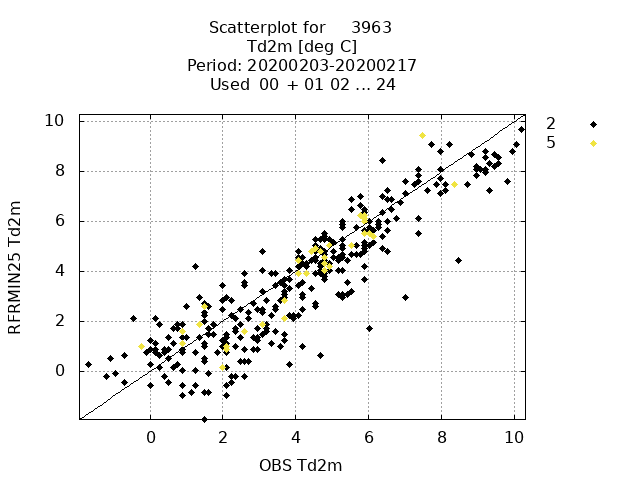 Scatterplot for 3963
Td2m [deg C]
Period: 20200203-20200217
Used 00 + 01 02 ... 24
10
8
6
4
2
0
0 2 4 6 8 10
RFRMIN25 Td2m
OBS Td2m
2
5